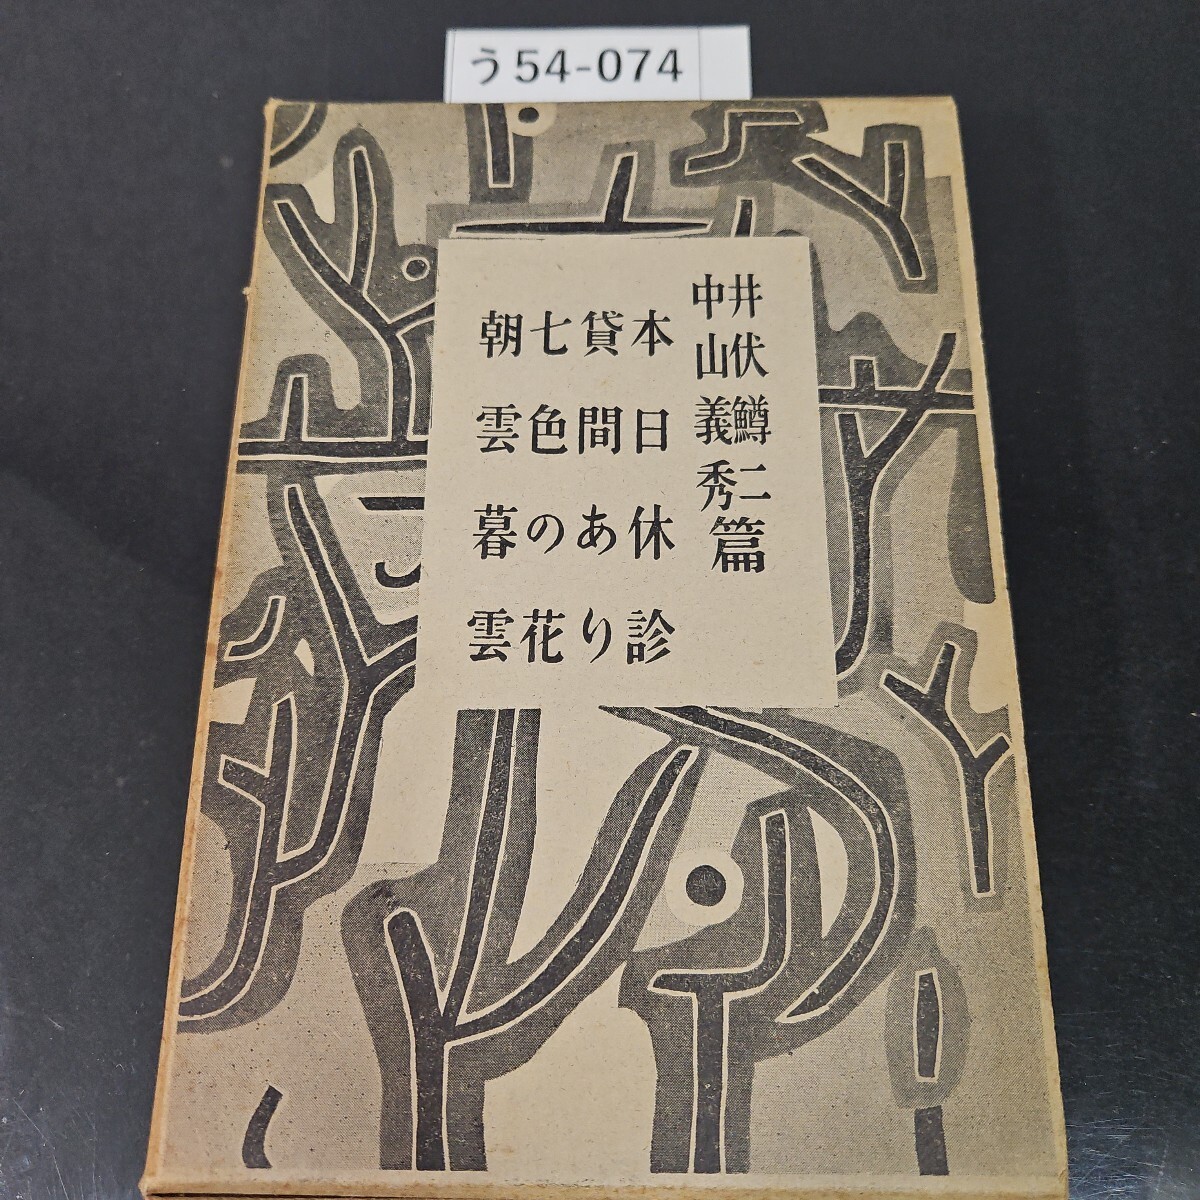 う54-074
井伏鱒二
中山義秀
篇
本日休診
貸間あり
七色の花
朝雲暮雲